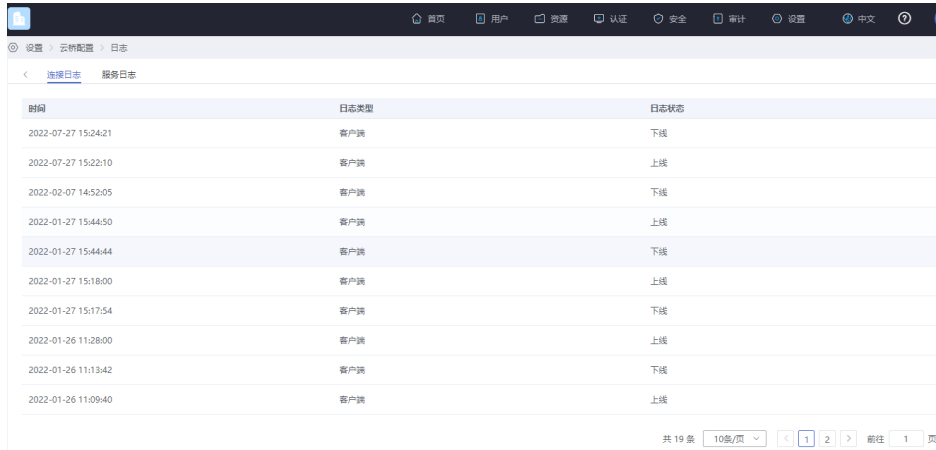 首页 用户 资源 认证 安全 审计 设置 中文
设置 > 云桥配置 > 日志
连接日志 服务日志
时间 日志类型 日志状态
2022-07-27 15:24:21 客户端 下线
2022-07-27 15:22:10 客户端 上线
2022-02-07 14:52:05 客户端 下线
2022-01-27 15:44:50 客户端 上线
2022-01-27 15:44:44 客户端 下线
2022-01-27 15:18:00 客户端 上线
2022-01-27 15:17:54 客户端 下线
2022-01-26 11:28:00 客户端 上线
2022-01-26 11:13:42 客户端 下线
2022-01-26 11:09:40 客户端 上线
共 19 条 10条/页 < 1 2 > 前往 1 页